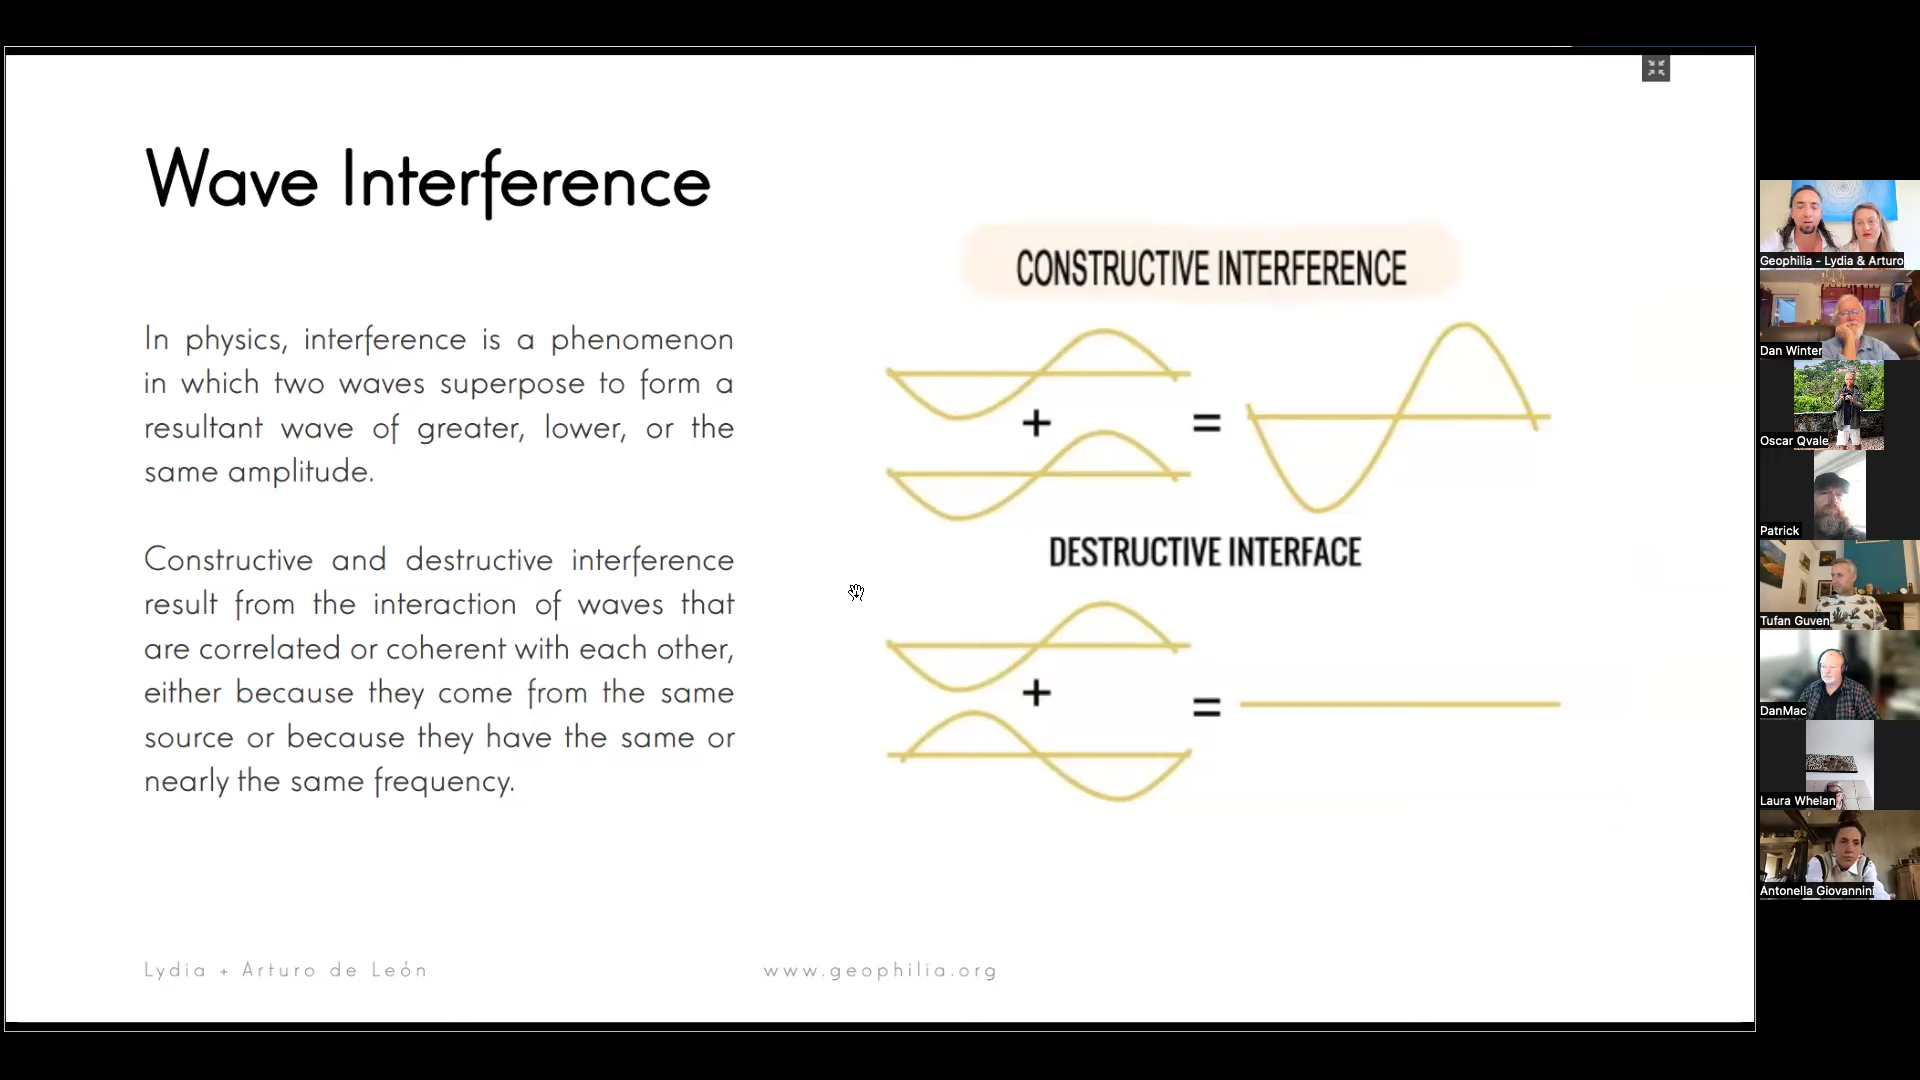 Wave Interference
In physics, interference is a phenomenon
in which two waves superpose to form a
resultant wave of greater, lower, or the
same amplitude.
Constructive and destructive interference
result from the interaction of waves that
are correlated or coherent with each other,
either because they come from the same
source or because they have the same or
nearly the same frequency.
CONSTRUCTIVE INTERFERENCE
+
=
DESTRUCTIVE INTERFACE
+
=
Lydia + Arturo de León
www.geophilia.org
Geophilia - Lydia & Arturo
Dan Winter
Oscar Qvale
Patrick
Tufan Guven
DanMac
Laura Whelan
Antonella Giovannini